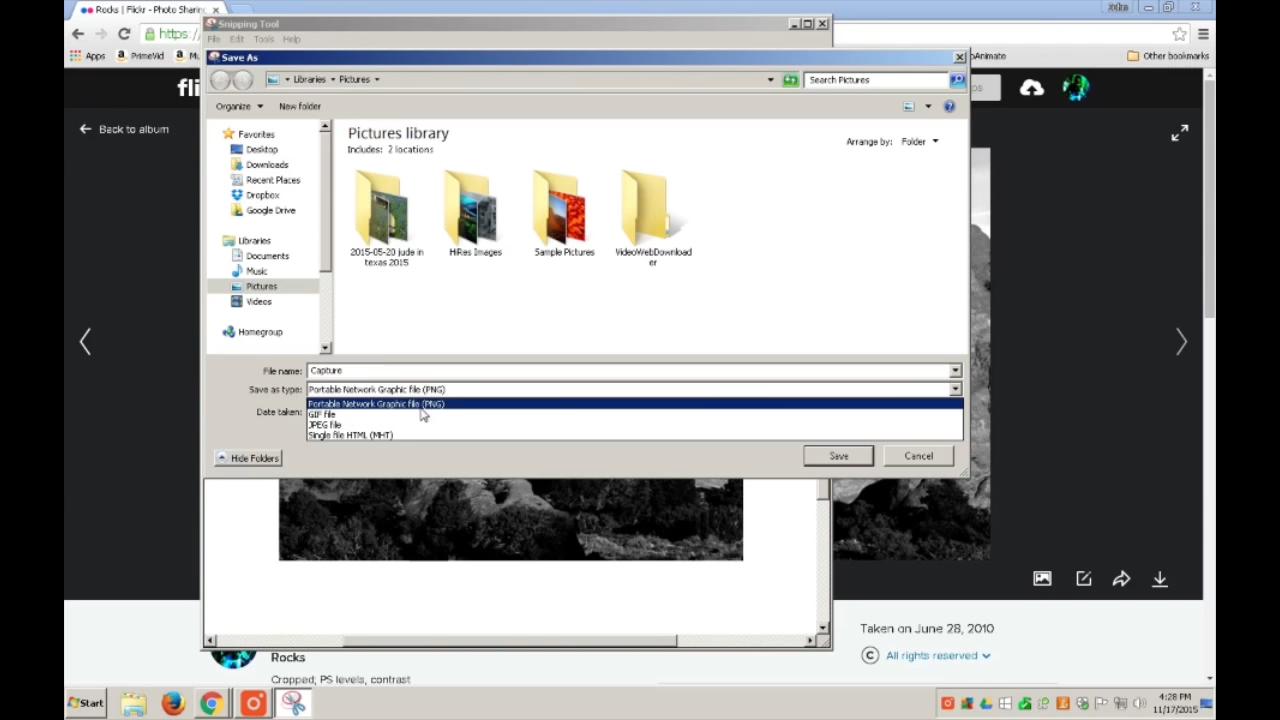 Rocks | Flickr - Photo Sharin
Snipping Tool
https:/
File Edit Tools Help
Apps PrimeVid
Save As
Other bookmarks
Libraries Pictures
Search Pictures
fli
Organize New folder
Back to album
Favorites
Desktop
Downloads
Recent Places
Dropbox
Google Drive
Libraries
Documents
Music
Pictures
Videos
Homegroup
Pictures library
Includes: 2 locations
Arrange by: Folder
2015-05-20 jude in
texas 2015
HiRes Images
Sample Pictures
VideoWebDownload
er
File name: Capture
Save as type: Portable Network Graphic file (PNG)
Portable Network Graphic file (PNG)
Date taken:
GIF file
JPEG file
Single file HTML (MHT)
Hide Folders
Save
Cancel
Taken on June 28, 2010
C All rights reserved
Rocks
Cropped; PS levels, contrast
Start
4:28 PM
11/17/2015